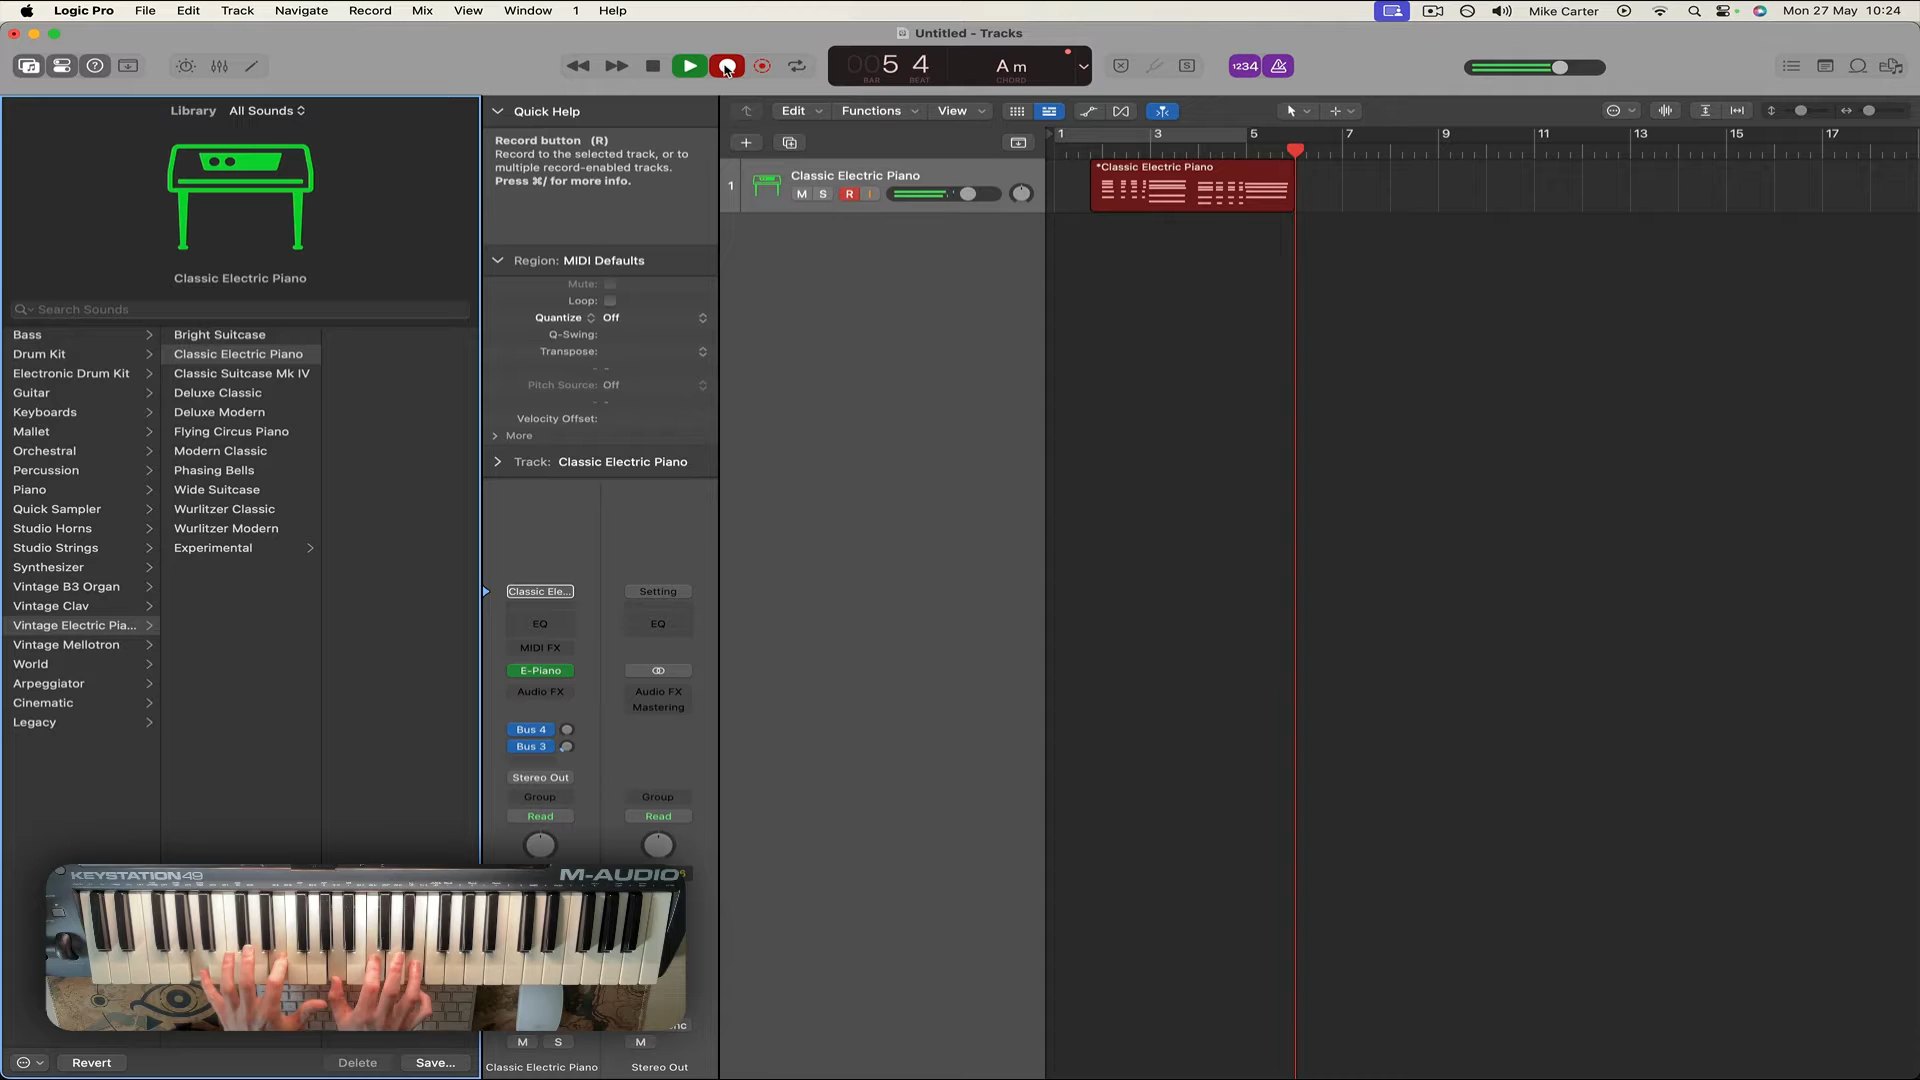 Logic Pro File Edit Track Navigate Record Mix View Window 1 Help
Mike Carter Mon 27 May 10:24
Untitled - Tracks
005 4
BAR BEAT
A m
CHORD
1234
Library All Sounds
Classic Electric Piano
Search Sounds
Bass
Drum Kit
Electronic Drum Kit
Guitar
Keyboards
Mallet
Orchestral
Percussion
Piano
Quick Sampler
Studio Horns
Studio Strings
Synthesizer
Vintage B3 Organ
Vintage Clav
Vintage Electric Pia...
Vintage Mellotron
World
Arpeggiator
Cinematic
Legacy
Bright Suitcase
Classic Electric Piano
Classic Suitcase Mk IV
Deluxe Classic
Deluxe Modern
Flying Circus Piano
Modern Classic
Phasing Bells
Wide Suitcase
Wurlitzer Classic
Wurlitzer Modern
Experimental
Revert
Delete
Save...
Quick Help
Record button (R)
Record to the selected track, or to
multiple record-enabled tracks.
Press ⌘/ for more info.
Region: MIDI Defaults
Mute:
Loop:
Quantize Off
Q-Swing:
Transpose:
Pitch Source: Off
Velocity Offset:
More
Track: Classic Electric Piano
Classic Ele...
EQ
MIDI FX
E-Piano
Audio FX
Bus 4
Bus 3
Stereo Out
Group
Read
M S
Classic Electric Piano
Setting
EQ
Audio FX
Mastering
Group
Read
M
Stereo Out
Edit Functions View
1 3 5 7 9 11 13 15 17
1
Classic Electric Piano
M S R I
*Classic Electric Piano
KEYSTATION 49
M-AUDIO